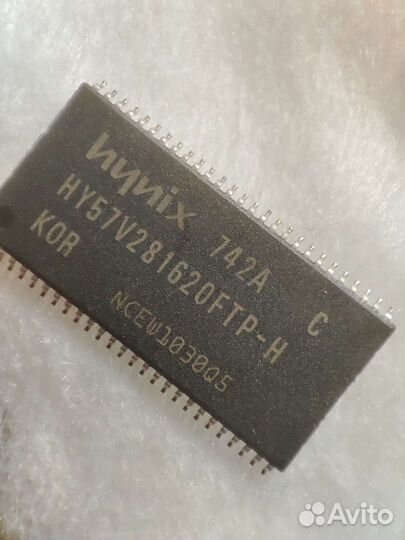 hynix 742A C
HY57V281620FTP-H
KOR
NCEW1030Q5
Avito